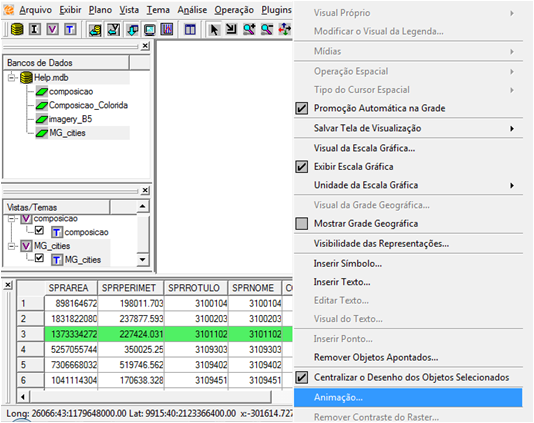 Arquivo Exibir Plano Vista Tema Análise Operação Plugins
Bancos de Dados
Help.mdb
composicao
Composicao_Colorida
imagery_B5
MG_cities
Vistas/Temas
composicao
composicao
MG_cities
MG_cities
SPRAREA SPRPERIMET SPRROTULO SPRNOME
1 898164672 198011.703 3100104 3100104
2 1831822080 237877.593 3100203 3100203
3 1373334272 227424.031 3101102 3101102
4 5257055744 350025.25 3109303 3109303
5 7306668032 519746.562 3109402 3109402
6 1041114304 170638.328 3109451 3109451
Long: 26066:43:1179648000.00 Lat: 9915:40:2123366400.00 x:-301614.727
Visual Próprio
Modificar o Visual da Legenda...
Mídias
Operação Espacial
Tipo do Cursor Espacial
Promoção Automática na Grade
Salvar Tela de Visualização
Visual da Escala Gráfica...
Exibir Escala Gráfica
Unidade da Escala Gráfica
Visual da Grade Geográfica...
Mostrar Grade Geográfica
Visibilidade das Representações...
Inserir Símbolo...
Inserir Texto...
Editar Texto...
Visual do Texto...
Inserir Ponto...
Remover Objetos Apontados...
Centralizar o Desenho dos Objetos Selecionados
Animação...
Remover Contraste do Raster...